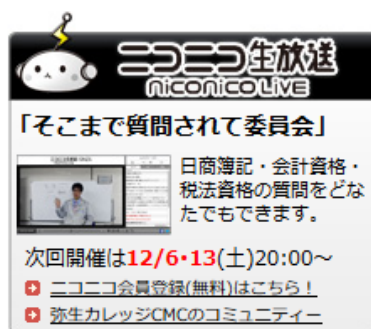 ニコニコ生放送
niconico LIVE
「そこまで質問されて委員会」
日商簿記・会計資格・
税法資格の質問をどな
たでもできます。
次回開催は12/6・13(土)20:00～
ニコニコ会員登録(無料)はこちら！
弥生カレッジCMCのコミュニティー